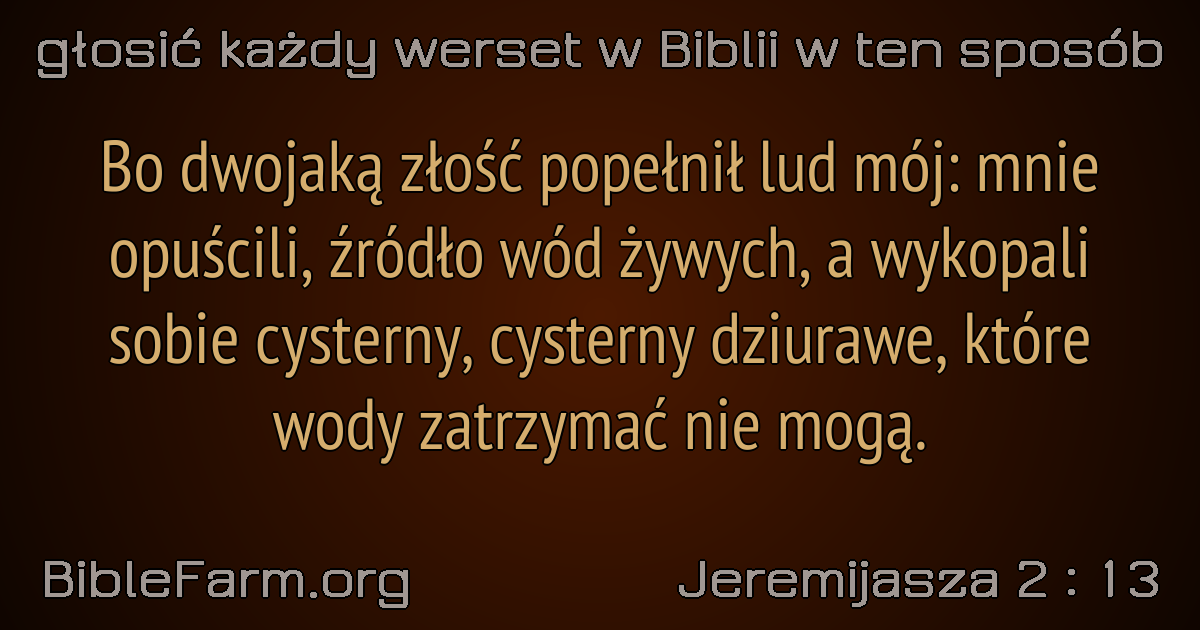 głosić każdy werset w Biblii w ten sposób
Bo dwojaką złość popełnił lud mój: mnie
opuścili, źródło wód żywych, a wykopali
sobie cysterny, cysterny dziurawe, które
wody zatrzymać nie mogą.
BibleFarm.org
Jeremijasza 2 : 13